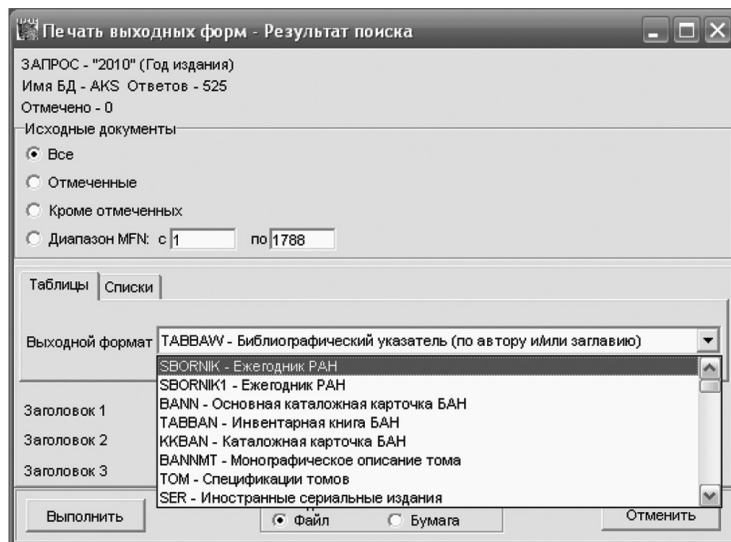 Печать выходных форм - Результат поиска
ЗАПРОС - "2010" (Год издания)
Имя БД - AKS Ответов - 525
Отмечено - 0
Исходные документы
Все
Отмеченные
Кроме отмеченных
Диапазон MFN: с 1 по 1788
Таблицы Списки
Выходной формат TABBAW - Библиографический указатель (по автору и/или заглавию)
SBORNIK - Ежегодник РАН
SBORNIK1 - Ежегодник РАН
BANN - Основная каталожная карточка БАН
Заголовок 1
TABBAN - Инвентарная книга БАН
Заголовок 2
KKBAN - Каталожная карточка БАН
BANNMT - Монографическое описание тома
Заголовок 3
TOM - Спецификации томов
SER - Иностранные сериальные издания
Выполнить Файл Бумага Отменить